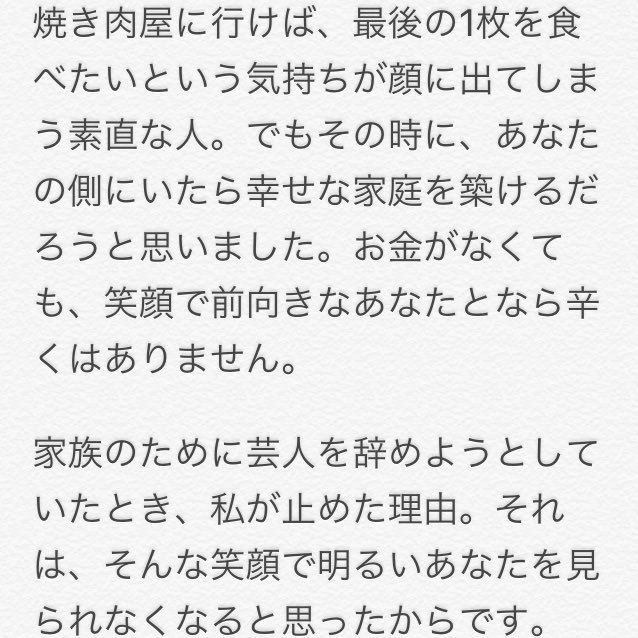 焼き肉屋に行けば、最後の1枚を食
べたいという気持ちが顔に出てしま
う素直な人。でもその時に、あなた
の側にいたら幸せな家庭を築けるだ
ろうと思いました。お金がなくて
も、笑顔で前向きなあなたとなら辛
くはありません。
家族のために芸人を辞めようとして
いたとき、私が止めた理由。それ
は、そんな笑顔で明るいあなたを見
られなくなると思ったからです。